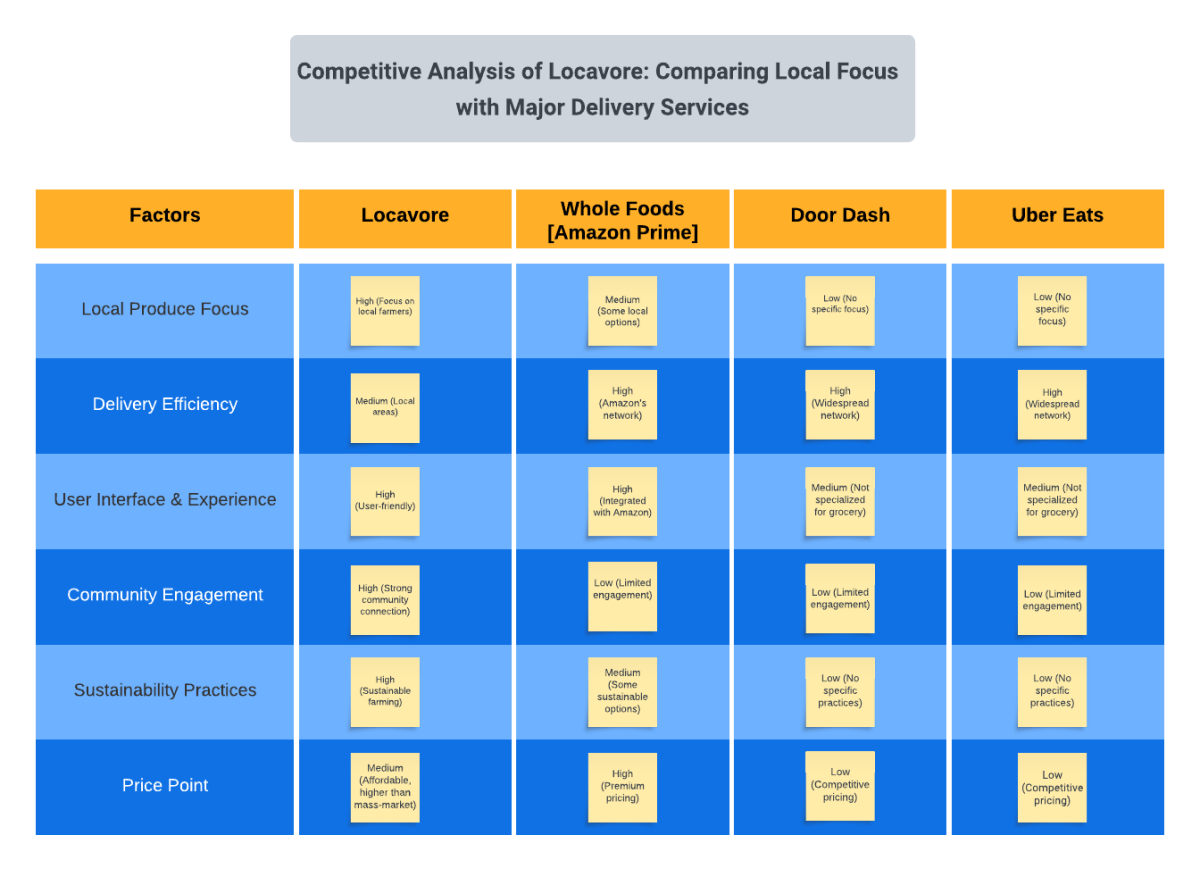 Competitive Analysis of Locavore: Comparing Local Focus
with Major Delivery Services
Factors
Locavore
Whole Foods
[Amazon Prime]
Door Dash
Uber Eats
Local Produce Focus
High (Focus on
local farmers)
Medium
(Some local
options)
Low (No
specific focus)
Low (No
specific
focus)
Delivery Efficiency
Medium (Local
areas)
High
(Amazon's
network)
High
(Widespread
network)
High
(Widespread
network)
User Interface & Experience
High
(User-friendly)
High
(Integrated
with Amazon)
Medium (Not
specialized
for grocery)
Medium (Not
specialized
for grocery)
Community Engagement
High (Strong
community
connection)
Low (Limited
engagement)
Low (Limited
engagement)
Low (Limited
engagement)
Sustainability Practices
High
(Sustainable
farming)
Medium
(Some
sustainable
options)
Low (No
specific
practices)
Low (No
specific
practices)
Price Point
Medium
(Affordable,
higher than
mass-market)
High
(Premium
pricing)
Low
(Competitive
pricing)
Low
(Competitive
pricing)